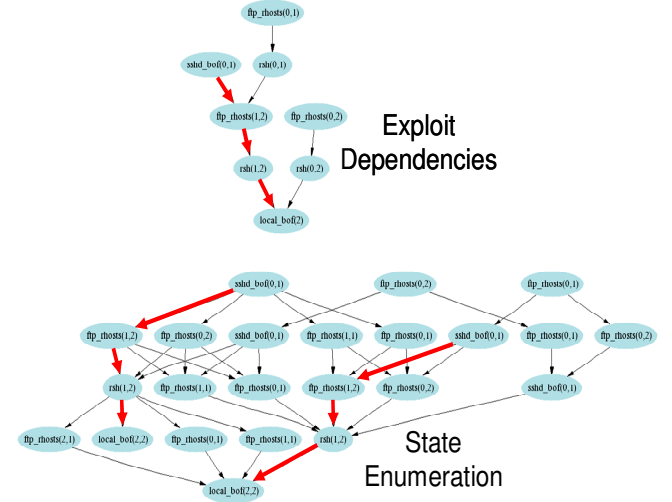 ftp_rhosts(0,1)
sshd_bof(0,1)
rsh(0,1)
ftp_rhosts(1,2)
ftp_rhosts(0,2)
Exploit
Dependencies
rsh(1,2)
rsh(0,2)
local_bof(2)
sshd_bof(0,1)
ftp_rhosts(0,2)
ftp_rhosts(0,1)
ftp_rhosts(1,2)
ftp_rhosts(0,2)
sshd_bof(0,1)
ftp_rhosts(1,1)
ftp_rhosts(0,1)
sshd_bof(0,1)
ftp_rhosts(0,1)
ftp_rhosts(0,2)
rsh(1,2)
ftp_rhosts(1,1)
ftp_rhosts(0,1)
ftp_rhosts(1,2)
ftp_rhosts(0,2)
sshd_bof(0,1)
ftp_rhosts(2,1)
local_bof(2,2)
ftp_rhosts(0,1)
ftp_rhosts(1,1)
rsh(1,2)
State
Enumeration
local_bof(2,2)